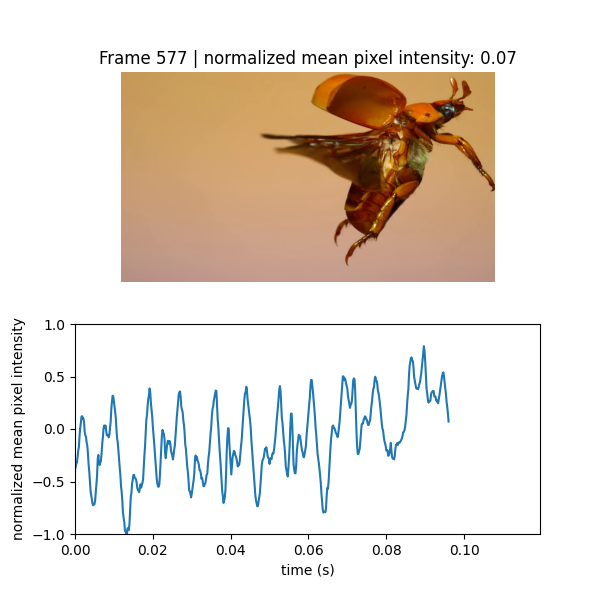 Frame 577 | normalized mean pixel intensity: 0.07
normalized mean pixel intensity
1.0
0.5
0.0
−0.5
−1.0
0.00 0.02 0.04 0.06 0.08 0.10
time (s)